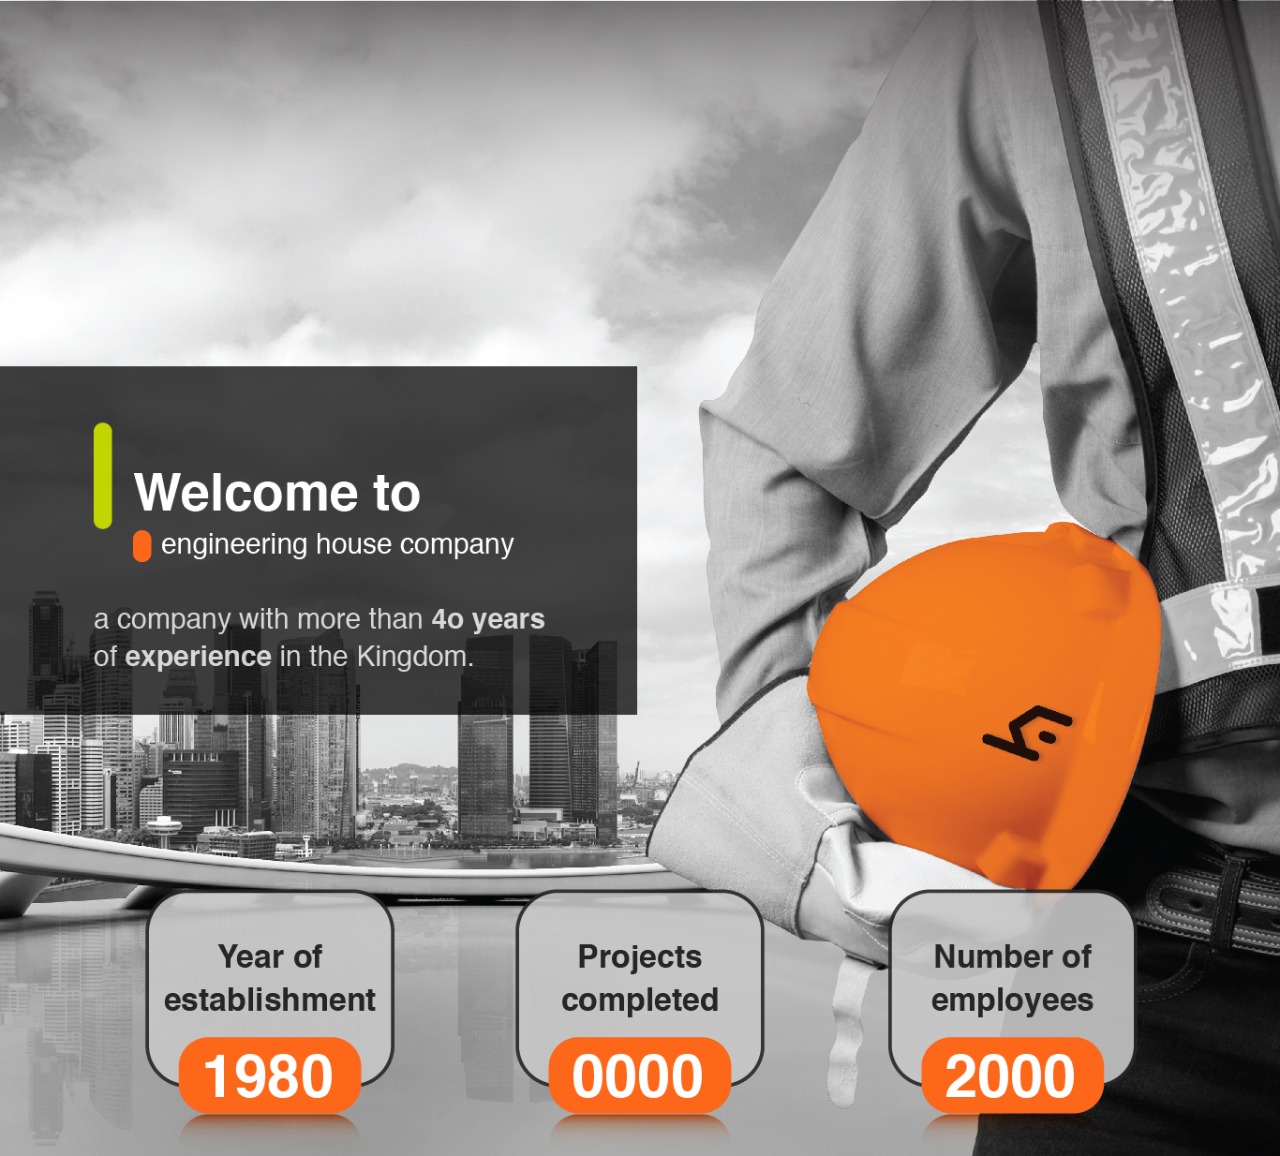 Welcome to
engineering house company
a company with more than 4o years
of experience in the Kingdom.
Year of
establishment
1980
Projects
completed
0000
Number of
employees
2000